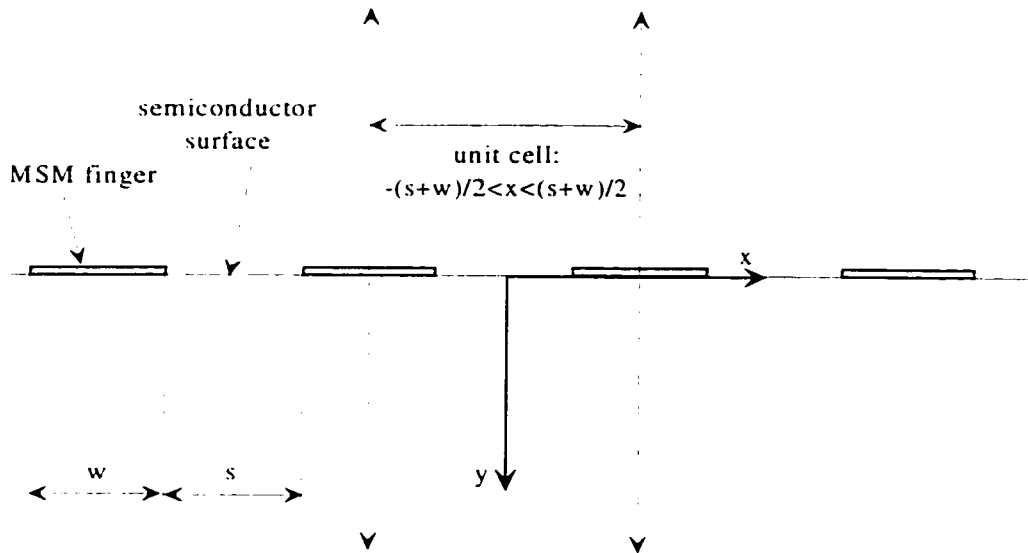 semiconductor
surface
MSM finger
unit cell:
-(s+w)/2<x<(s+w)/2
x
y
w
s